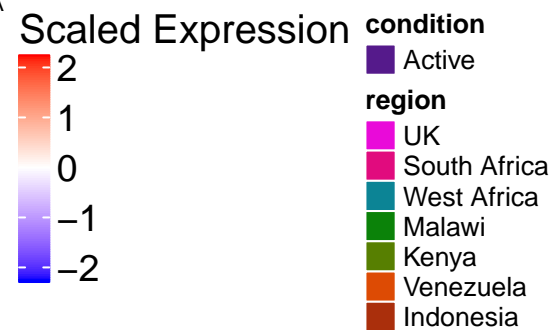 Scaled Expression
2
1
0
−1
−2
condition
Active
region
UK
South Africa
West Africa
Malawi
Kenya
Venezuela
Indonesia